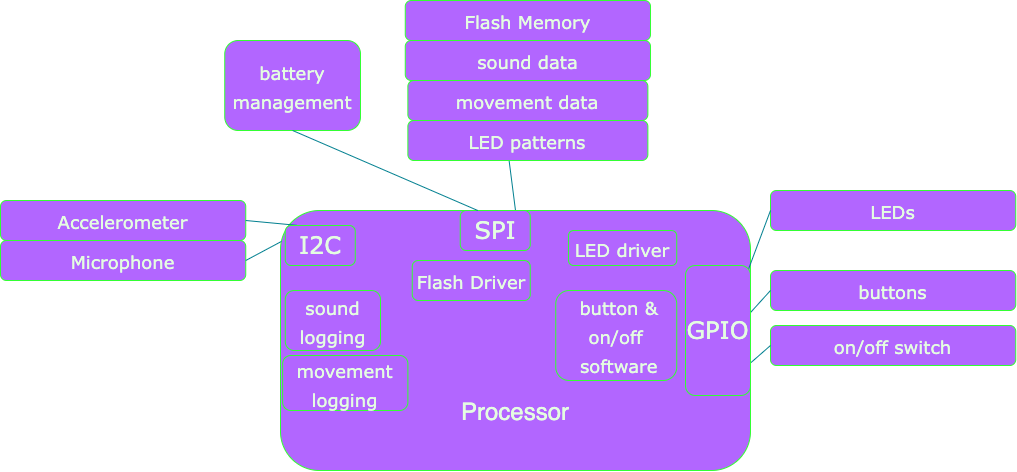 Flash Memory
sound data
movement data
LED patterns
battery
management
Accelerometer
Microphone
I2C
SPI
LED driver
Flash Driver
sound
logging
movement
logging
button &
on/off
software
GPIO
Processor
LEDs
buttons
on/off switch